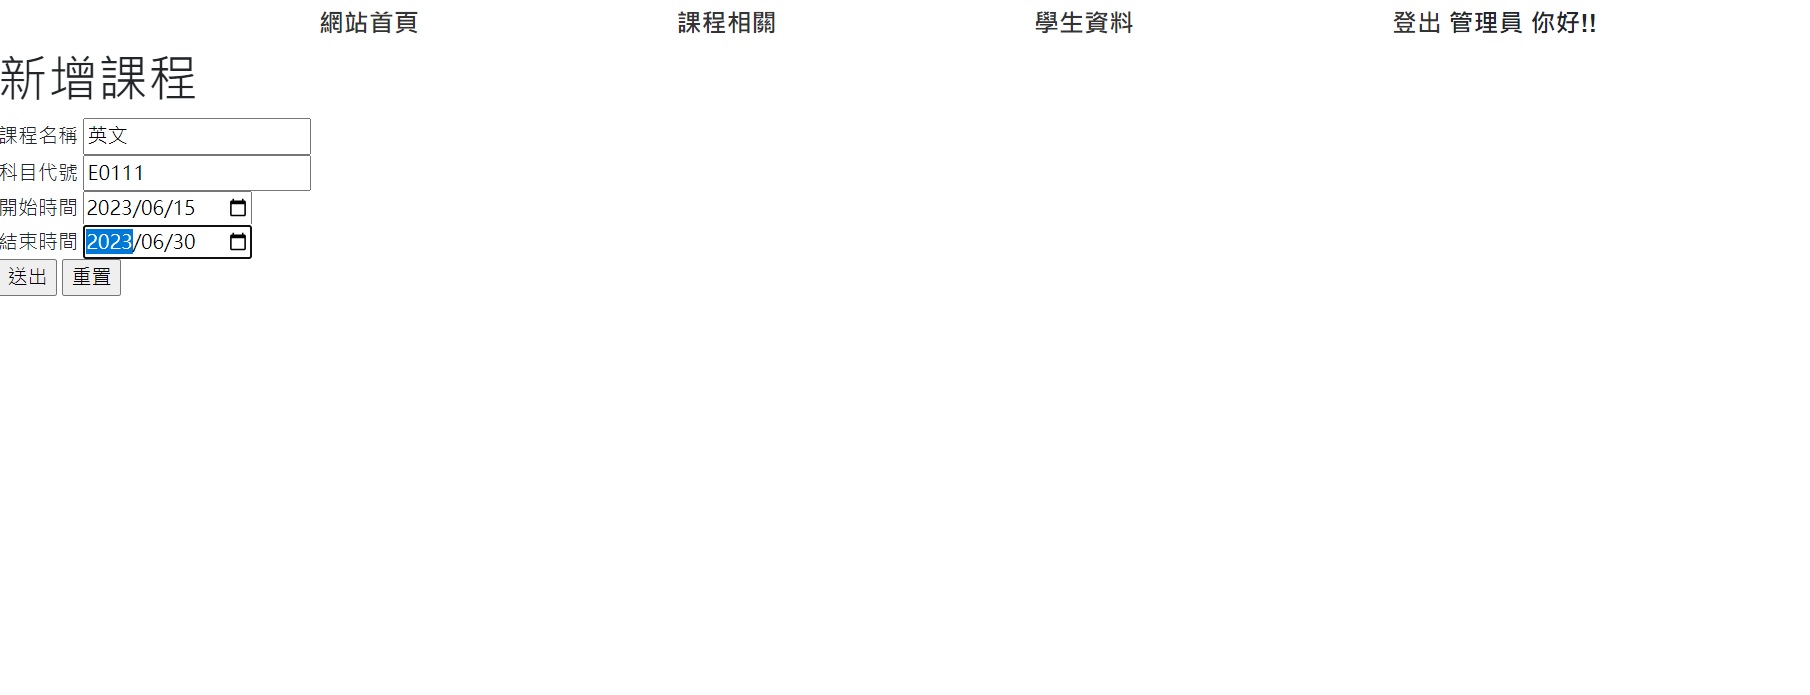 網站首頁 課程相關 學生資料 登出 管理員 你好!!
新增課程
課程名稱 英文
科目代號 E0111
開始時間 2023/06/15
結束時間 2023/06/30
送出 重置